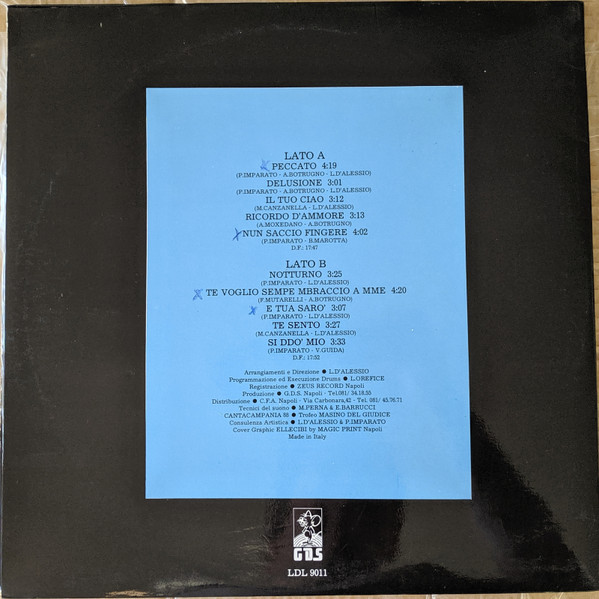 LATO A
PECCATO 4:19
(P.IMPARATO - A.BOTRUGNO - L.D'ALESSIO)
DELUSIONE 3:01
(P.IMPARATO - A.BOTRUGNO - L.D'ALESSIO)
IL TUO CIAO 3:12
(M.CANZANELLA - L.D'ALESSIO)
RICORDO D'AMMORE 3:13
(A.MOXEDANO - A.BOTRUGNO)
NUN SACCIO FINGERE 4:02
(P.IMPARATO - B.MAROTTA)
D.F.: 17:47
LATO B
NOTTURNO 3:25
(P.IMPARATO - L.D'ALESSIO)
TE VOGLIO SEMPE MBRACCIO A MME 4:20
(F.MUTARELLI - A.BOTRUGNO)
E TUA SARO' 3:07
(P.IMPARATO - L.D'ALESSIO)
TE SENTO 3:27
(M.CANZANELLA - L.D'ALESSIO)
SI DDO' MIO 3:33
(P.IMPARATO - V.GUIDA)
D.F.: 17:52
Arrangiamenti e Direzione ● L.D'ALESSIO
Programmazione ed Esecuzione Drums ● L.OREFICE
Registrazione ● ZEUS RECORD Napoli
Produzione ● G.D.S. Napoli - Tel.081/ 34.18.55
Distribuzione ● C.F.A. Napoli - Via Carbonara,42 - Tel. 081/ 45.76.71
Tecnici del suono ● M.PERNA & E.BARRUCCI
CANTACAMPANIA 88 ● Trofeo MASINO DEL GIUDICE
Consulenza Artistica ● L.D'ALESSIO & P.IMPARATO
Cover Graphic ELLECIBI by MAGIC PRINT Napoli
Made in Italy
GDS
LDL 9011